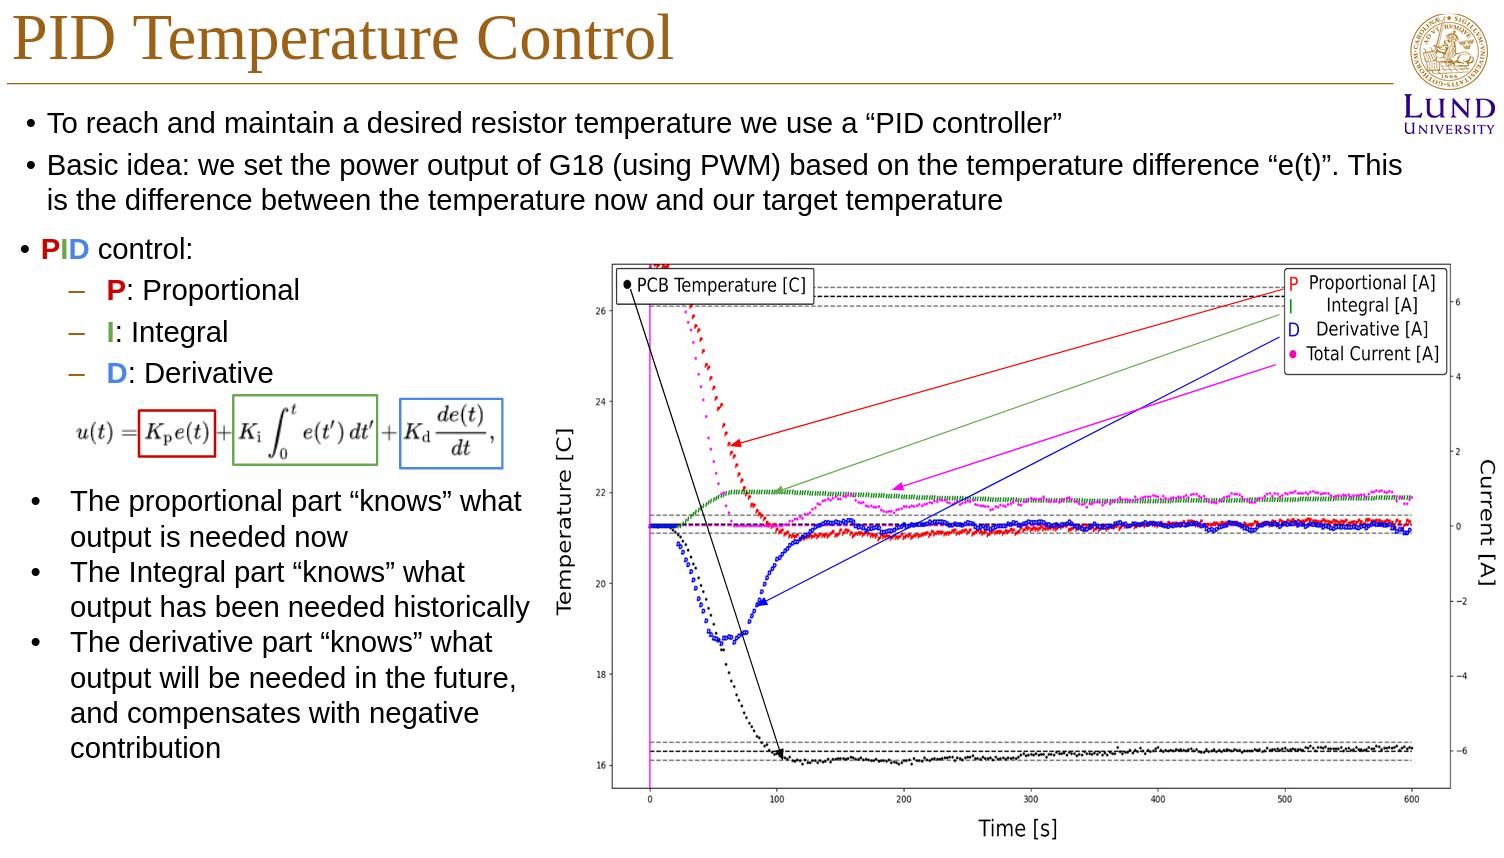 PID Temperature Control
LUND
UNIVERSITY
• To reach and maintain a desired resistor temperature we use a “PID controller”
• Basic idea: we set the power output of G18 (using PWM) based on the temperature difference “e(t)”. This
is the difference between the temperature now and our target temperature
• PID control:
– P: Proportional
– I: Integral
– D: Derivative
u(t) = K_p e(t) + K_i ∫_0^t e(t′) dt′ + K_d de(t)/dt,
• The proportional part “knows” what
output is needed now
• The Integral part “knows” what
output has been needed historically
• The derivative part “knows” what
output will be needed in the future,
and compensates with negative
contribution
PCB Temperature [C]
P Proportional [A]
I Integral [A]
D Derivative [A]
Total Current [A]
Temperature [C]
26
24
22
20
18
16
6
4
2
0
−2
−4
−6
Current [A]
0 100 200 300 400 500 600
Time [s]